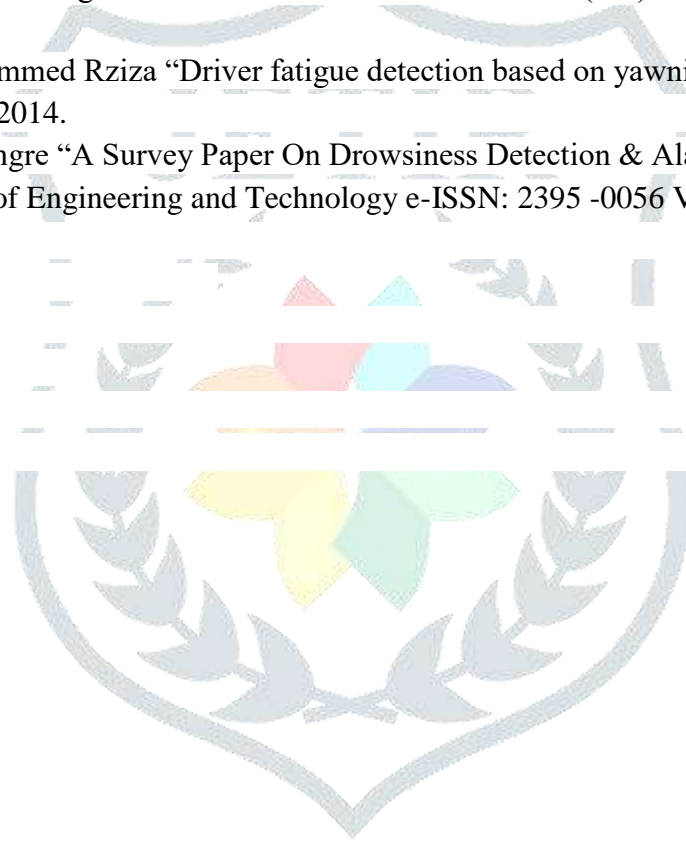 mmed Rziza “Driver fatigue detection based on yawni
2014.
ngre “A Survey Paper On Drowsiness Detection & Ala
of Engineering and Technology e-ISSN: 2395 -0056 V